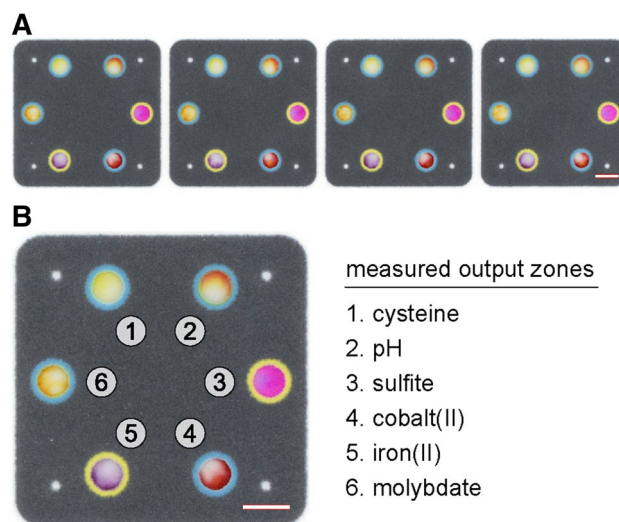 A
B
1
2
6
3
5
4
measured output zones
1. cysteine
2. pH
3. sulfite
4. cobalt(II)
5. iron(II)
6. molybdate